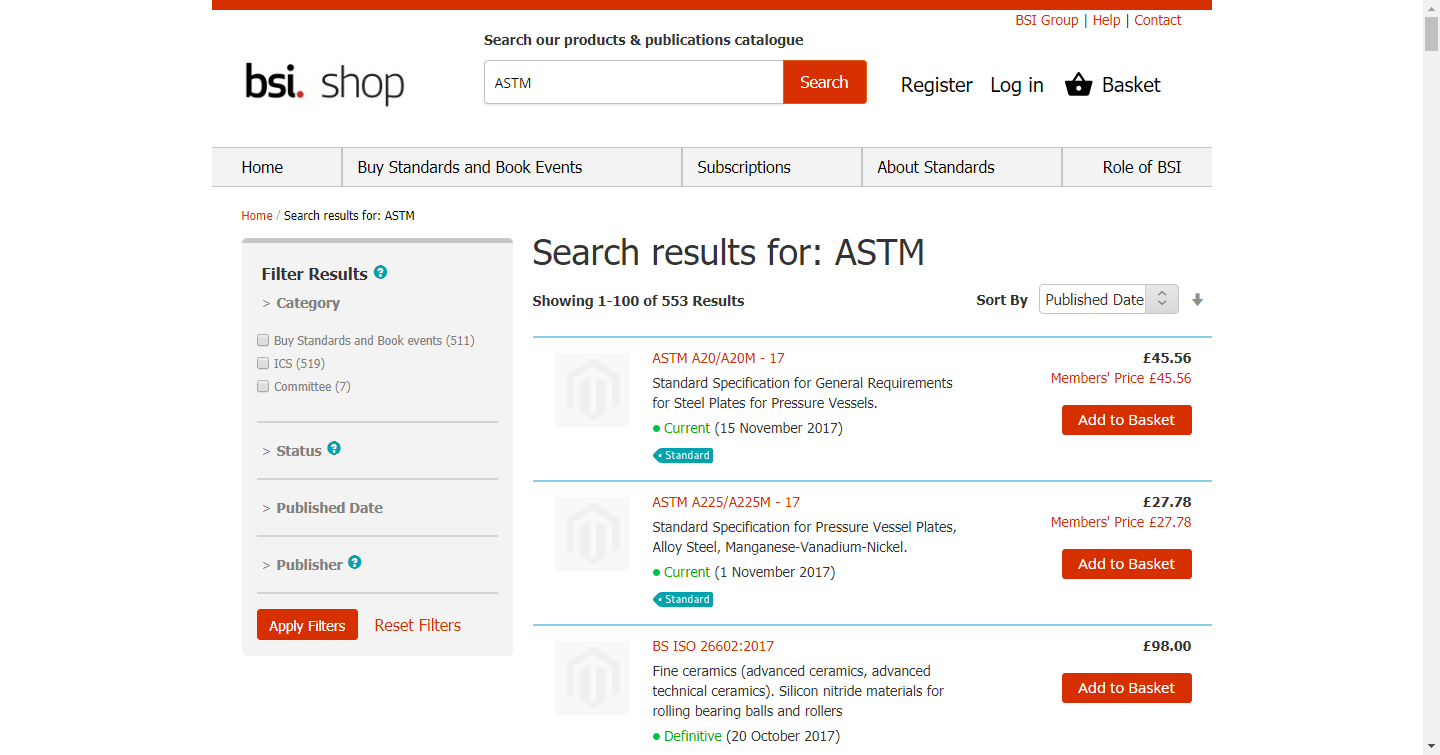 BSI Group | Help | Contact
Search our products & publications catalogue
bsi. shop
ASTM
Search
Register
Log in
Basket
Home
Buy Standards and Book Events
Subscriptions
About Standards
Role of BSI
Home / Search results for: ASTM
Filter Results ?
> Category
Buy Standards and Book events (511)
ICS (519)
Committee (7)
> Status ?
> Published Date
> Publisher ?
Apply Filters
Reset Filters
Search results for: ASTM
Showing 1-100 of 553 Results
Sort By
Published Date
ASTM A20/A20M - 17
£45.56
Members' Price £45.56
Standard Specification for General Requirements
for Steel Plates for Pressure Vessels.
Add to Basket
Current (15 November 2017)
Standard
ASTM A225/A225M - 17
£27.78
Members' Price £27.78
Standard Specification for Pressure Vessel Plates,
Alloy Steel, Manganese-Vanadium-Nickel.
Add to Basket
Current (1 November 2017)
Standard
BS ISO 26602:2017
£98.00
Fine ceramics (advanced ceramics, advanced
technical ceramics). Silicon nitride materials for
rolling bearing balls and rollers
Add to Basket
Definitive (20 October 2017)